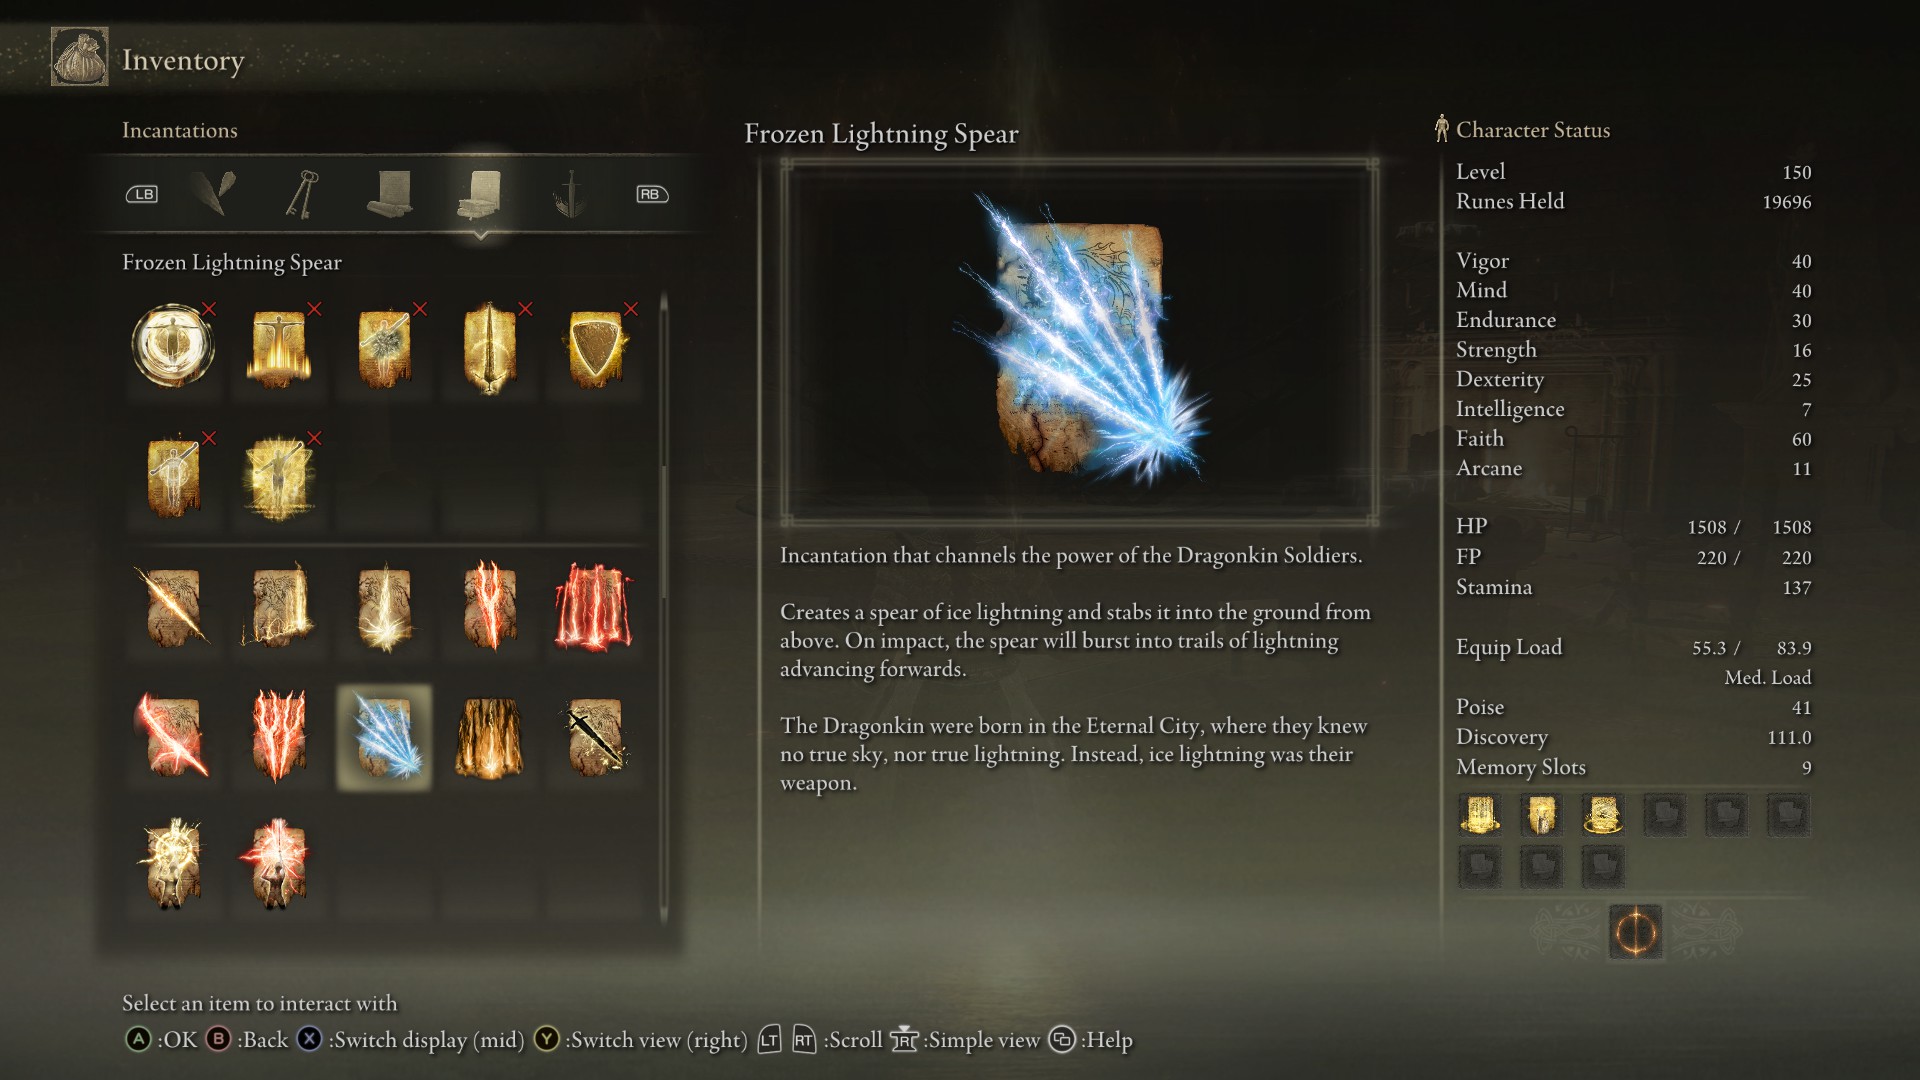 Inventory
Incantations
LB
RB
Frozen Lightning Spear
Frozen Lightning Spear
Incantation that channels the power of the Dragonkin Soldiers.
Creates a spear of ice lightning and stabs it into the ground from
above. On impact, the spear will burst into trails of lightning
advancing forwards.
The Dragonkin were born in the Eternal City, where they knew
no true sky, nor true lightning. Instead, ice lightning was their
weapon.
Character Status
Level 150
Runes Held 19696
Vigor 40
Mind 40
Endurance 30
Strength 16
Dexterity 25
Intelligence 7
Faith 60
Arcane 11
HP 1508 / 1508
FP 220 / 220
Stamina 137
Equip Load 55.3 / 83.9
Med. Load
Poise 41
Discovery 111.0
Memory Slots 9
Select an item to interact with
A :OK B :Back X :Switch display (mid) Y :Switch view (right) LT RT :Scroll R :Simple view :Help